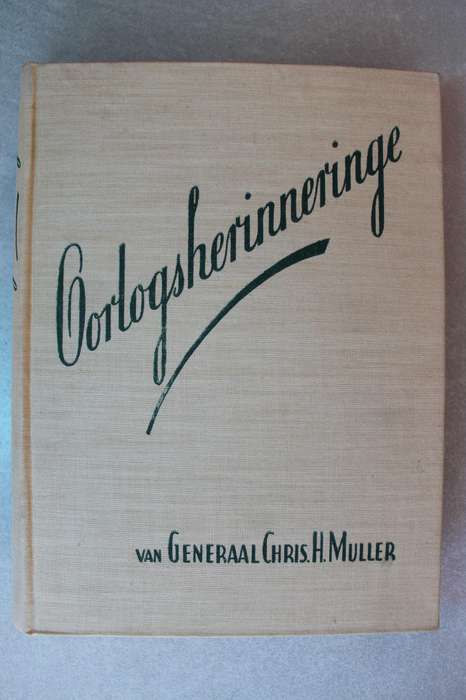 Oorlogsherinneringe
VAN GENERAAL CHRIS. H. MULLER